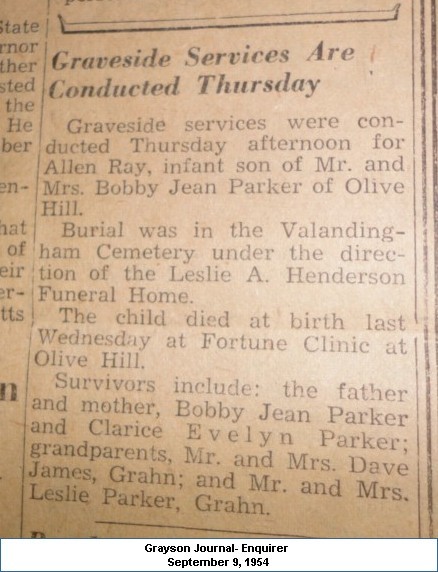 State
rnor
ther
sted
the
He
ber
en-
hat
of
eir
er-
tts
n
Graveside Services Are
Conducted Thursday
Graveside services were con-
ducted Thursday afternoon for
Allen Ray, infant son of Mr. and
Mrs. Bobby Jean Parker of Olive
Hill.
Burial was in the Valanding-
ham Cemetery under the direc-
tion of the Leslie A. Henderson
Funeral Home.
The child died at birth last
Wednesday at Fortune Clinic at
Olive Hill.
Survivors include: the father
and mother, Bobby Jean Parker
and Clarice Evelyn Parker;
grandparents, Mr. and Mrs. Dave
James, Grahn; and Mr. and Mrs.
Leslie Parker, Grahn.
Grayson Journal- Enquirer
September 9, 1954